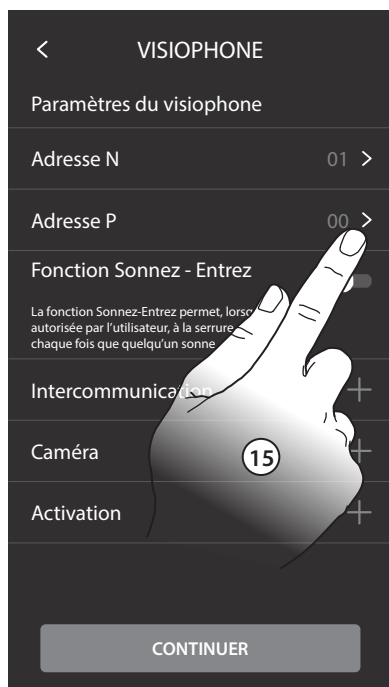 < VISIOPHONE
Paramètres du visiophone
Adresse N 01 >
Adresse P 00 >
Fonction Sonnez - Entrez
La fonction Sonnez-Entrez permet,
autorisée par l'utilisateur, à la serrure
chaque fois que quelqu'un sonne
Intercommunication +
Caméra +
15
Activation +
CONTINUER